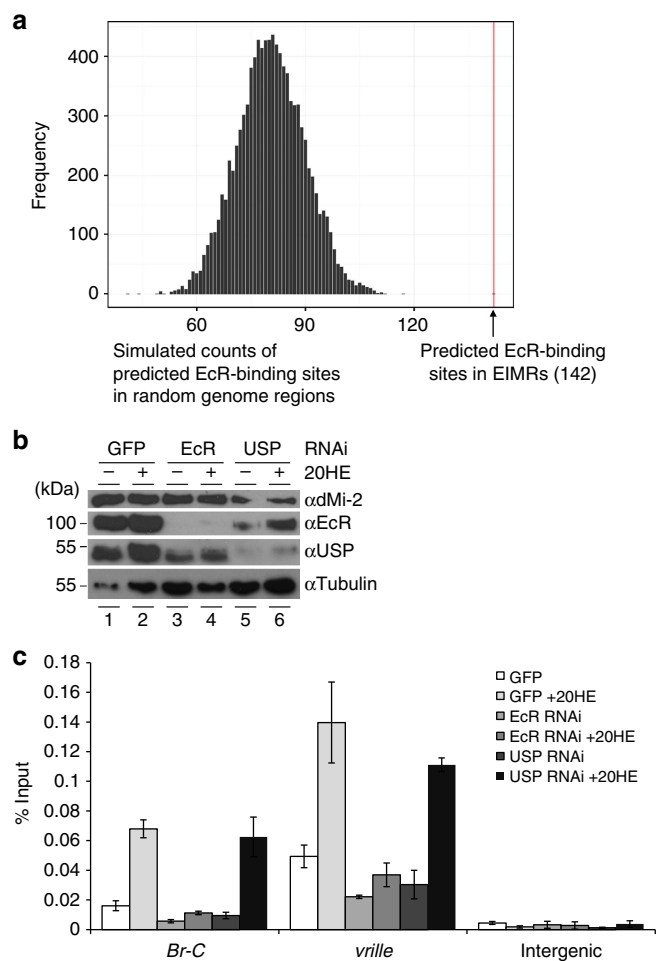 a
400
300
200
100
0
Frequency
60 90 120
Simulated counts of
predicted EcR-binding sites
in random genome regions
Predicted EcR-binding
sites in EIMRs (142)
b
GFP EcR USP RNAi
– + – + – + 20HE
(kDa)
αdMi-2
100 αEcR
55 αUSP
55 αTubulin
1 2 3 4 5 6
c
0.18
0.16
0.14
0.12
0.1
0.08
0.06
0.04
0.02
0
% Input
GFP
GFP +20HE
EcR RNAi
EcR RNAi +20HE
USP RNAi
USP RNAi +20HE
Br-C vrille Intergenic